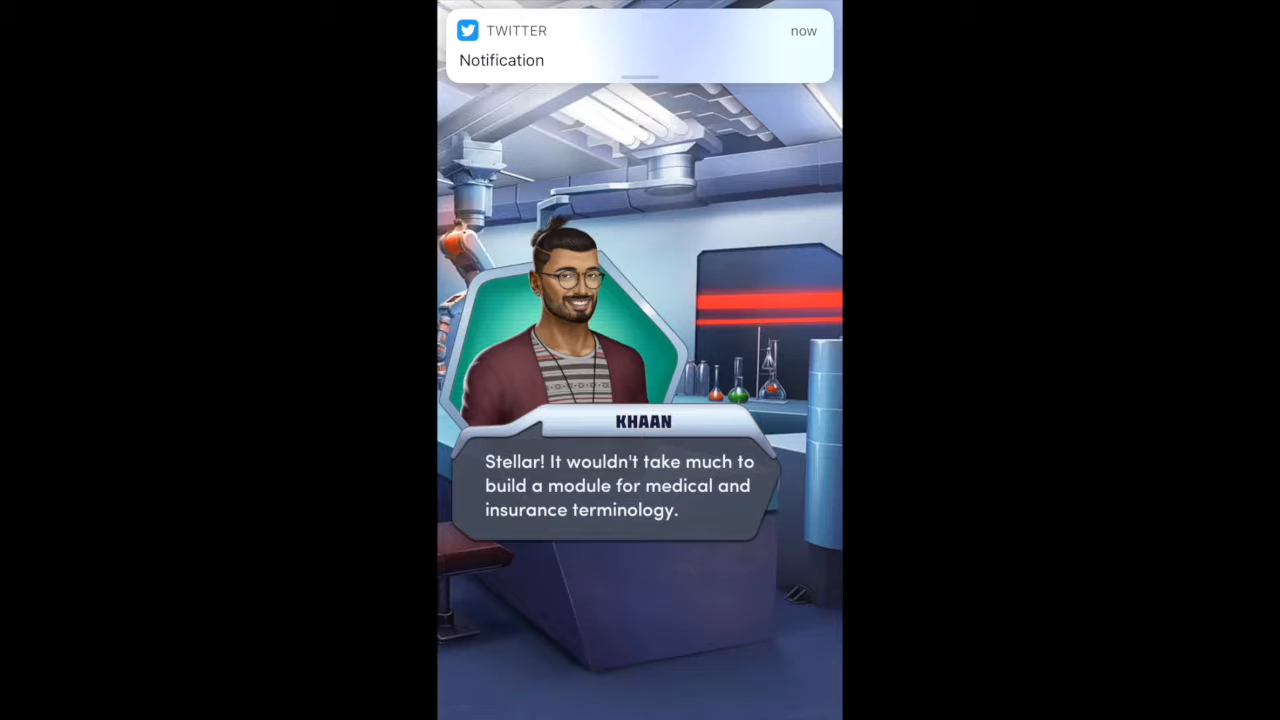 TWITTER
now
Notification
KHAAN
Stellar! It wouldn't take much to
build a module for medical and
insurance terminology.